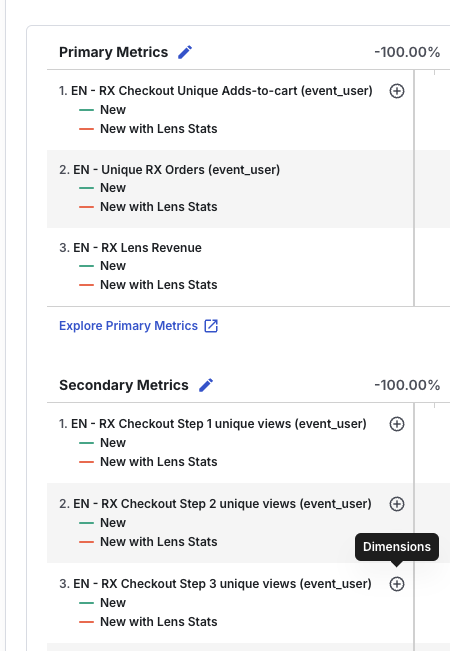 Primary Metrics -100.00%
1. EN - RX Checkout Unique Adds-to-cart (event_user)
New
New with Lens Stats
2. EN - Unique RX Orders (event_user)
New
New with Lens Stats
3. EN - RX Lens Revenue
New
New with Lens Stats
Explore Primary Metrics
Secondary Metrics -100.00%
1. EN - RX Checkout Step 1 unique views (event_user)
New
New with Lens Stats
2. EN - RX Checkout Step 2 unique views (event_user)
New
New with Lens Stats
Dimensions
3. EN - RX Checkout Step 3 unique views (event_user)
New
New with Lens Stats